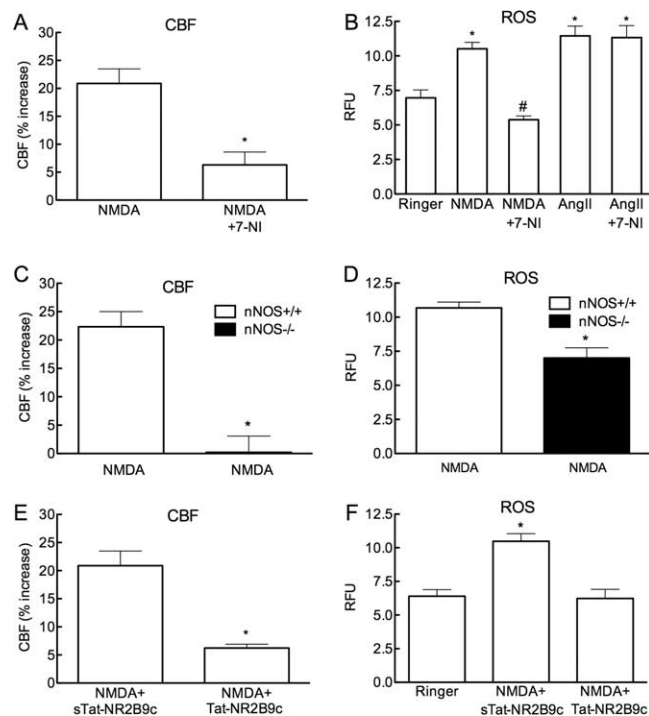 A
CBF
CBF (% increase)
30
25
20
15
10
5
0
*
NMDA
NMDA
+7-NI
B
ROS
RFU
12.5
10.0
7.5
5.0
2.5
0.0
*
#
*
*
Ringer
NMDA
NMDA
+7-NI
AngII
AngII
+7-NI
C
CBF
CBF (% increase)
30
25
20
15
10
5
0
nNOS+/+
nNOS-/-
*
NMDA
NMDA
D
ROS
RFU
12.5
10.0
7.5
5.0
2.5
0.0
nNOS+/+
nNOS-/-
*
NMDA
NMDA
E
CBF
CBF (% increase)
30
25
20
15
10
5
0
*
NMDA+
sTat-NR2B9c
NMDA+
Tat-NR2B9c
F
ROS
RFU
12.5
10.0
7.5
5.0
2.5
0.0
*
Ringer
NMDA+
sTat-NR2B9c
NMDA+
Tat-NR2B9c